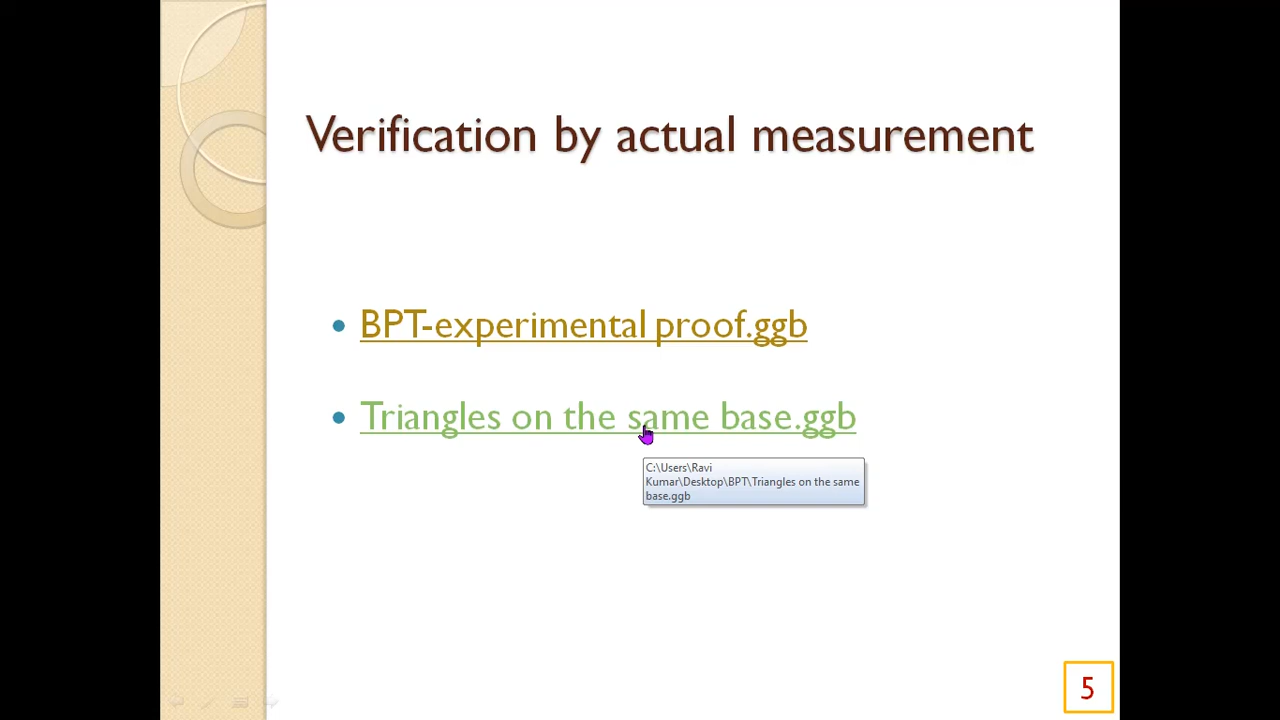 Verification by actual measurement
BPT-experimental proof.ggb
Triangles on the same base.ggb
C:\Users\Ravi
Kumar\Desktop\BPT\Triangles on the same
base.ggb
5